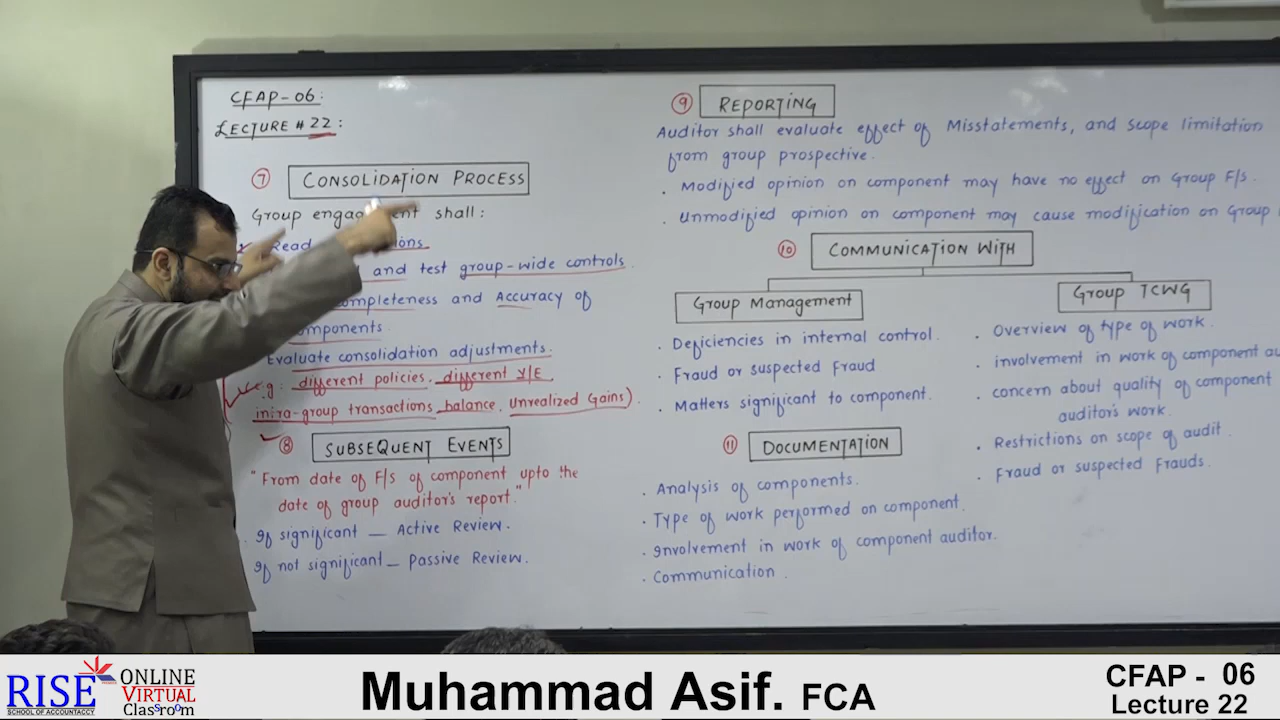 CFAP-06:
LECTURE # 22:
⑦ CONSOLIDATION PROCESS
Group engagement shall:
Read
and test group-wide controls.
completeness and Accuracy of
components.
Evaluate consolidation adjustments.
e.g: different policies, different Y/E
intra-group transactions balance, Unrealized Gains).
⑧ SUBSEQUENT EVENTS
"From date of F/S of component upto the
date of group auditor's report."
. If significant — Active Review.
. If not significant — Passive Review.
⑨ REPORTING
Auditor shall evaluate effect of Misstatements, and scope limitation
from group prospective.
. Modified opinion on component may have no effect on Group F/S.
. Unmodified opinion on component may cause modification on Group
⑩ COMMUNICATION WITH
Group Management
. Deficiencies in internal control.
. Fraud or suspected Fraud
. Matters significant to component.
Group TCWG
. Overview of type of work.
. involvement in work of component au
. concern about quality of component
auditor's work.
. Restrictions on scope of audit.
. Fraud or suspected Frauds.
⑪ DOCUMENTATION
. Analysis of components.
. Type of work performed on component.
. Involvement in work of component auditor.
. Communication.
RISE
SCHOOL OF ACCOUNTANCY
ONLINE
VIRTUAL
Classroom
Muhammad Asif. FCA
CFAP - 06
Lecture 22